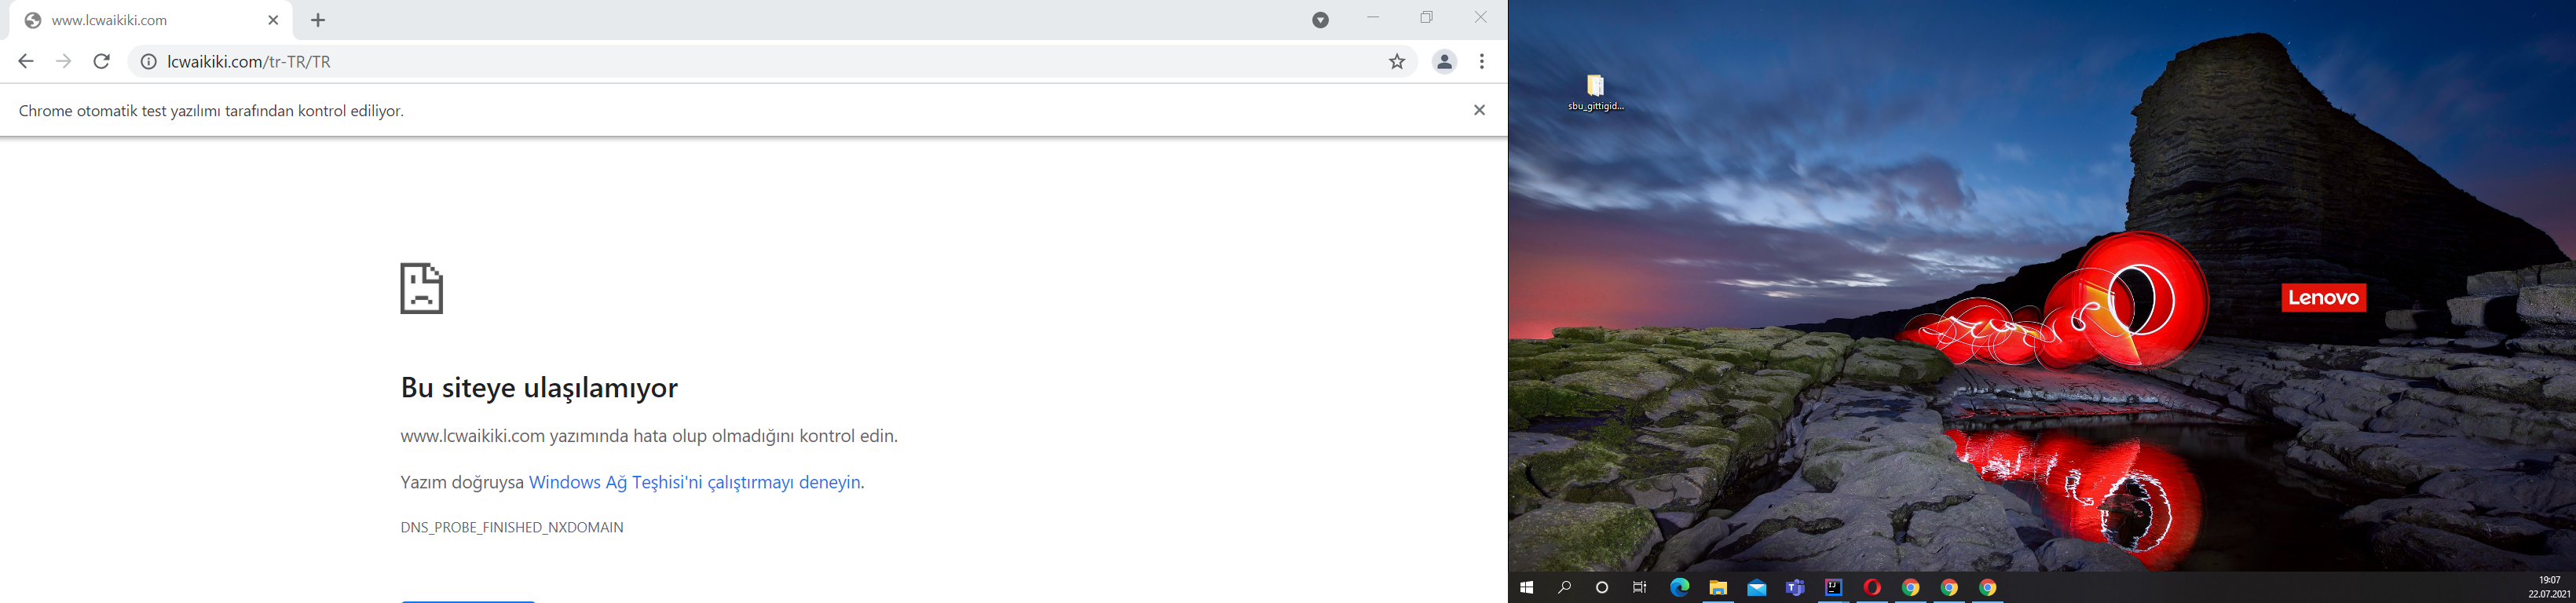 www.lcwaikiki.com
lcwaikiki.com/tr-TR/TR
Chrome otomatik test yazılımı tarafından kontrol ediliyor.
Bu siteye ulaşılamıyor
www.lcwaikiki.com yazımında hata olup olmadığını kontrol edin.
Yazım doğruysa Windows Ağ Teşhisi'ni çalıştırmayı deneyin.
DNS_PROBE_FINISHED_NXDOMAIN
sbu_gittigid...
Lenovo
19:07
22.07.2021